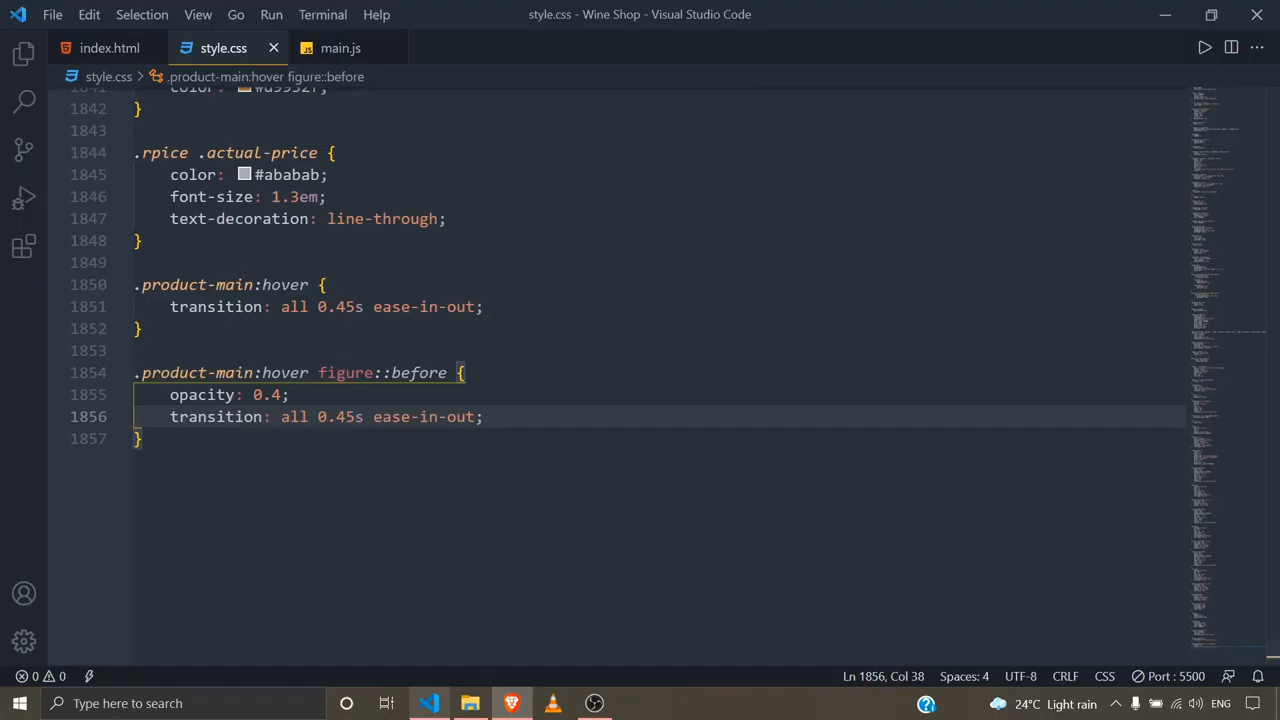 File Edit Selection View Go Run Terminal Help style.css - Wine Shop - Visual Studio Code
index.html style.css JS main.js
style.css .product-main:hover figure::before
1841 color: #d9932f;
1842 }
1843
1844 .rpice .actual-price {
1845 color: #ababab;
1846 font-size: 1.3em;
1847 text-decoration: line-through;
1848 }
1849
1850 .product-main:hover {
1851 transition: all 0.45s ease-in-out;
1852 }
1853
1854 .product-main:hover figure::before {
1855 opacity: 0.4;
1856 transition: all 0.45s ease-in-out;
1857 }
0 0 Ln 1856, Col 38 Spaces: 4 UTF-8 CRLF CSS Port : 5500
Type here to search 24°C Light rain ENG